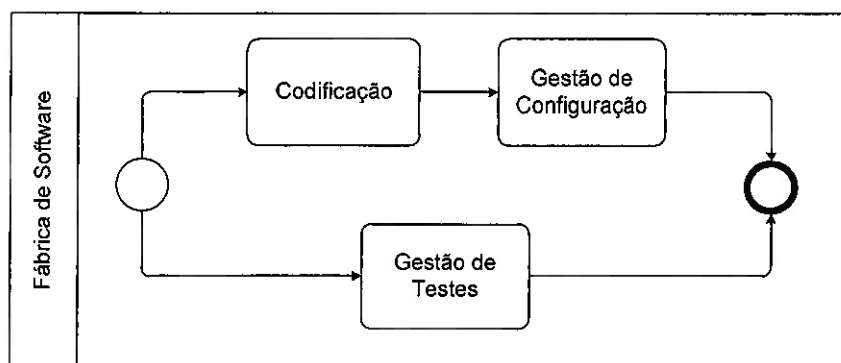 Fábrica de Software
Codificação
Gestão de
Configuração
Gestão de
Testes